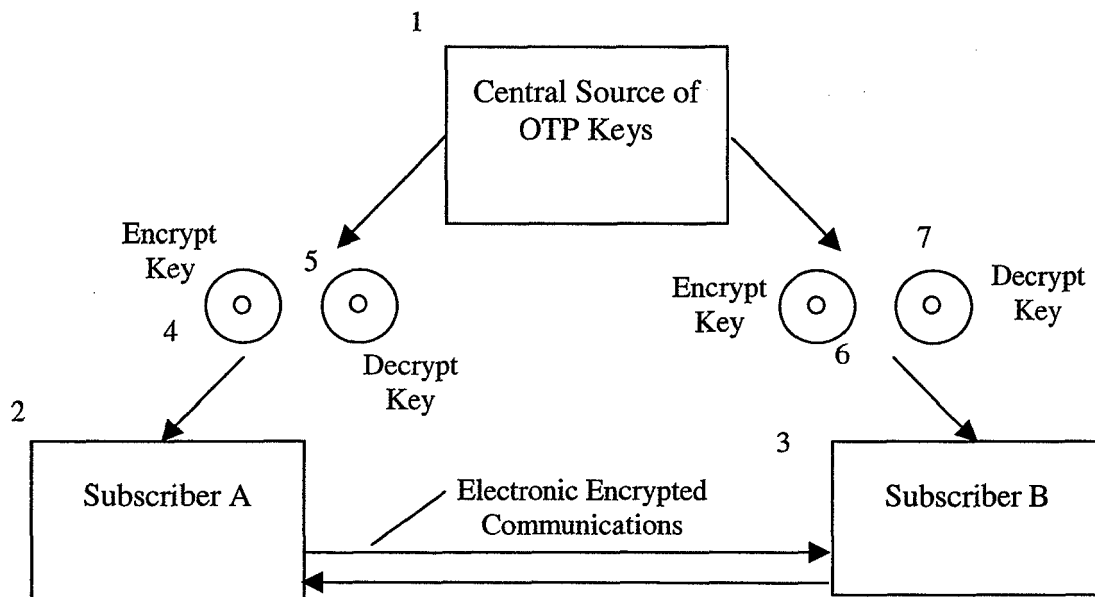 1
Central Source of
OTP Keys
Encrypt
Key
5
4
Decrypt
Key
7
Encrypt
Key
Decrypt
Key
6
2
Subscriber A
3
Subscriber B
Electronic Encrypted
Communications